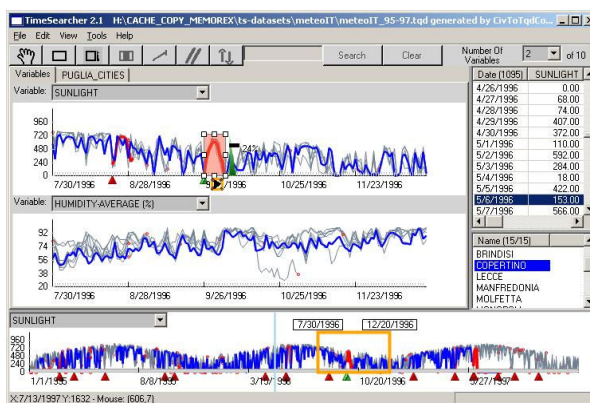 TimeSearcher 2.1 H:\CACHE_COPY_MEMOREX\ts-datasets\meteoIT\meteoIT_95-97.tqd generated by CivToTqdCo...
File Edit View Tools Help
Search Clear Number Of Variables 2 of 10
Variables PUGLIA_CITIES
Variable: SUNLIGHT
960
720
480
240
0
24%
7/30/1996 8/28/1996 10/25/1996 11/23/1996
Variable: HUMIDITY-AVERAGE (%)
92
74
56
38
20
7/30/1996 8/28/1996 9/26/1996 10/25/1996 11/23/1996
Date (1095) SUNLIGHT
4/26/1996 0.00
4/27/1996 68.00
4/28/1996 74.00
4/29/1996 407.00
4/30/1996 372.00
5/1/1996 110.00
5/2/1996 592.00
5/3/1996 284.00
5/4/1996 18.00
5/5/1996 422.00
5/6/1996 153.00
5/7/1996 566.00
Name (15/15)
BRINDISI
COPERTINO
LECCE
MANFREDONIA
MOLFETTA
SUNLIGHT
7/30/1996 12/20/1996
960
720
480
240
0
1/1/1995 8/8/1995 10/20/1996 5/27/1997
X:7/13/1997 Y:1632 - Mouse: (606,7)